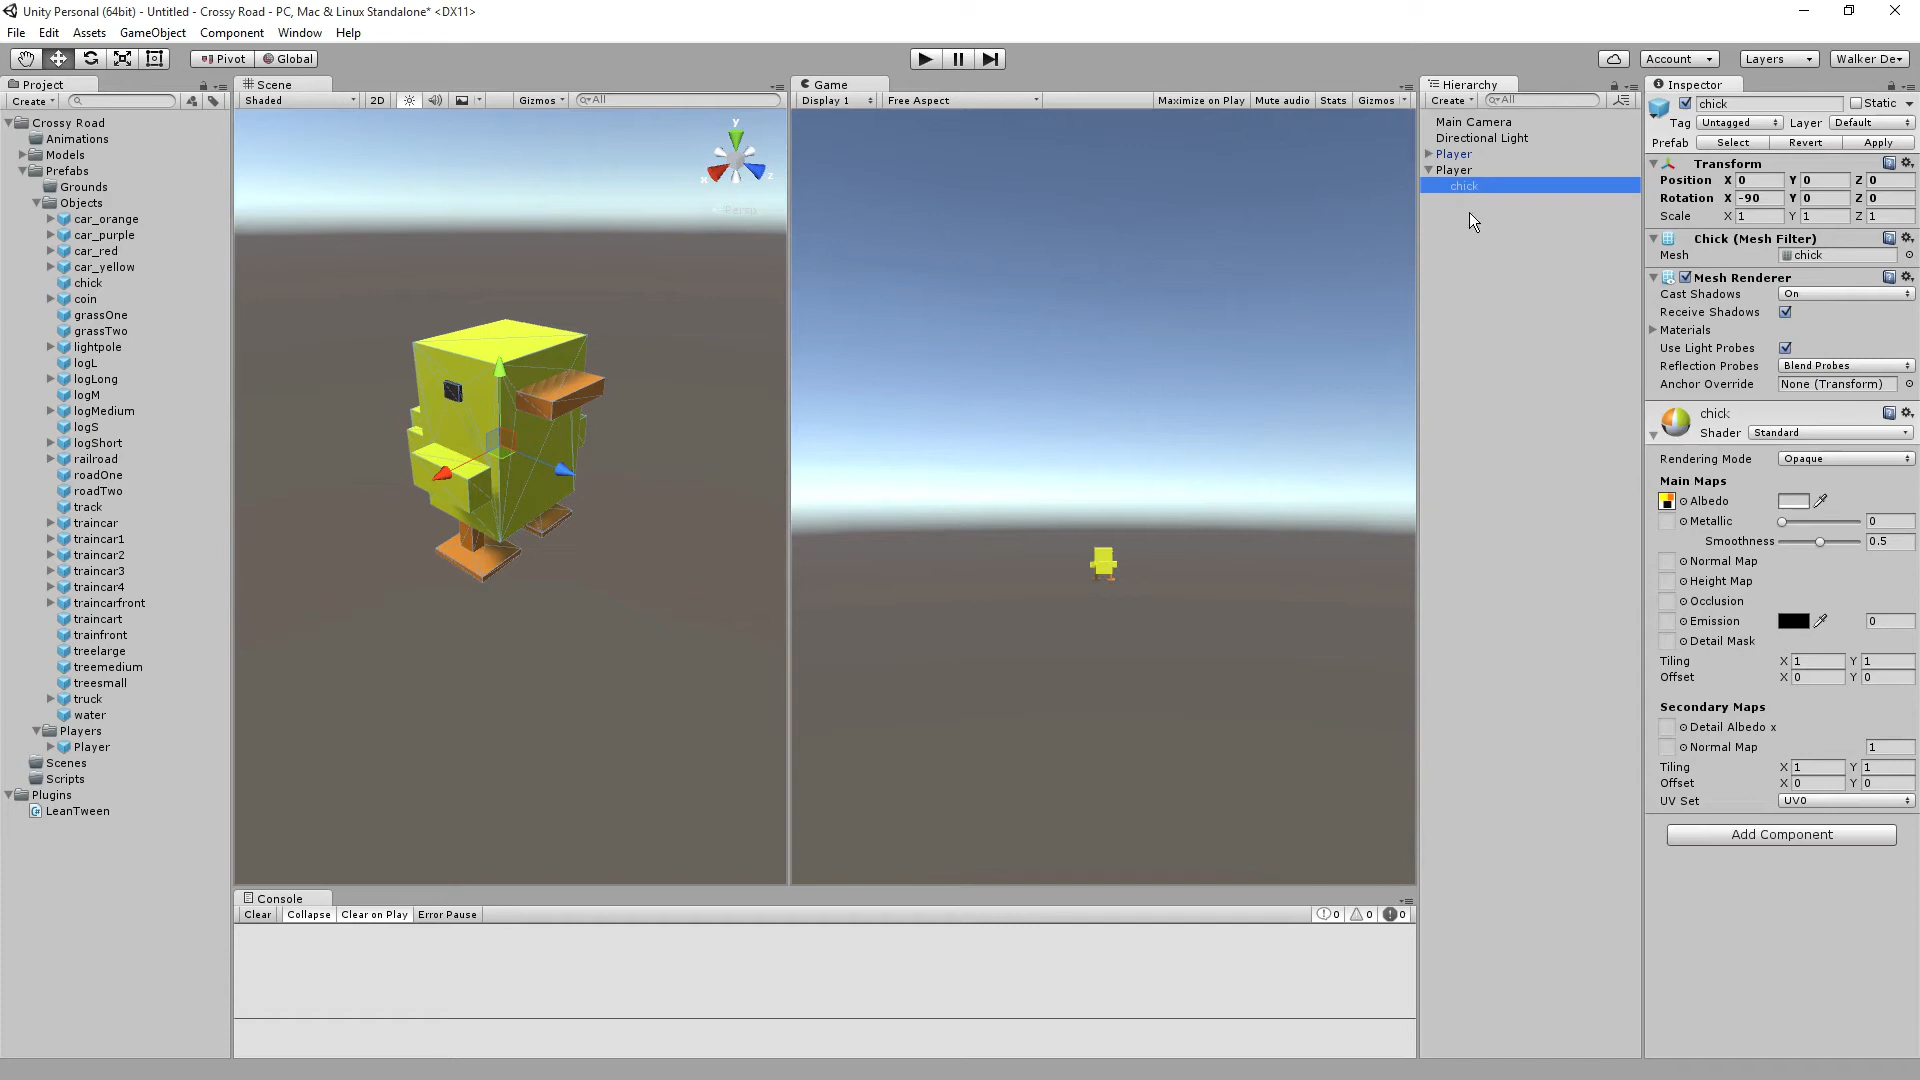 Unity Personal (64bit) - Untitled - Crossy Road - PC, Mac & Linux Standalone* <DX11>
File Edit Assets GameObject Component Window Help
Pivot Global Account Layers Walker De
Project
Create
Crossy Road
Animations
Models
Prefabs
Grounds
Objects
car_orange
car_purple
car_red
car_yellow
chick
coin
grassOne
grassTwo
lightpole
logL
logLong
logM
logMedium
logS
logShort
railroad
roadOne
roadTwo
track
traincar
traincar1
traincar2
traincar3
traincar4
traincarfront
traincart
trainfront
treelarge
treemedium
treesmall
truck
water
Players
Player
Scenes
Scripts
Plugins
LeanTween
Scene
Shaded 2D Gizmos All
y
x z
Persp
Game
Display 1 Free Aspect Maximize on Play Mute audio Stats Gizmos
Console
Clear Collapse Clear on Play Error Pause 0 0 0
Hierarchy
Create All
Main Camera
Directional Light
Player
Player
chick
Inspector
chick Static
Tag Untagged Layer Default
Prefab Select Revert Apply
Transform
Position X 0 Y 0 Z 0
Rotation X -90 Y 0 Z 0
Scale X 1 Y 1 Z 1
Chick (Mesh Filter)
Mesh chick
Mesh Renderer
Cast Shadows On
Receive Shadows
Materials
Use Light Probes
Reflection Probes Blend Probes
Anchor Override None (Transform)
chick
Shader Standard
Rendering Mode Opaque
Main Maps
Albedo
Metallic 0
Smoothness 0.5
Normal Map
Height Map
Occlusion
Emission 0
Detail Mask
Tiling X 1 Y 1
Offset X 0 Y 0
Secondary Maps
Detail Albedo x
Normal Map 1
Tiling X 1 Y 1
Offset X 0 Y 0
UV Set UV0
Add Component